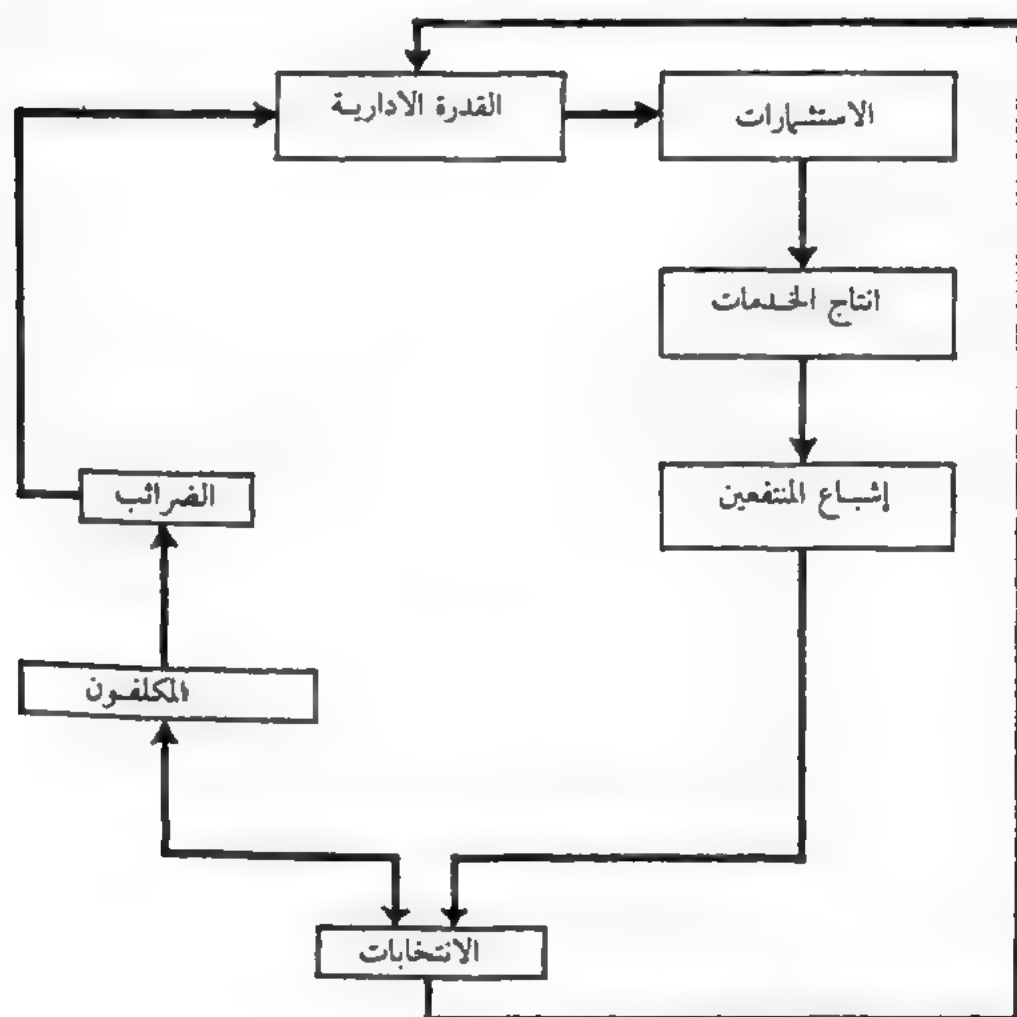 القدرة الادارية
الاستثمارات
انتاج الخدمات
إشباع المنتفعين
الضرائب
المكلفون
الانتخابات